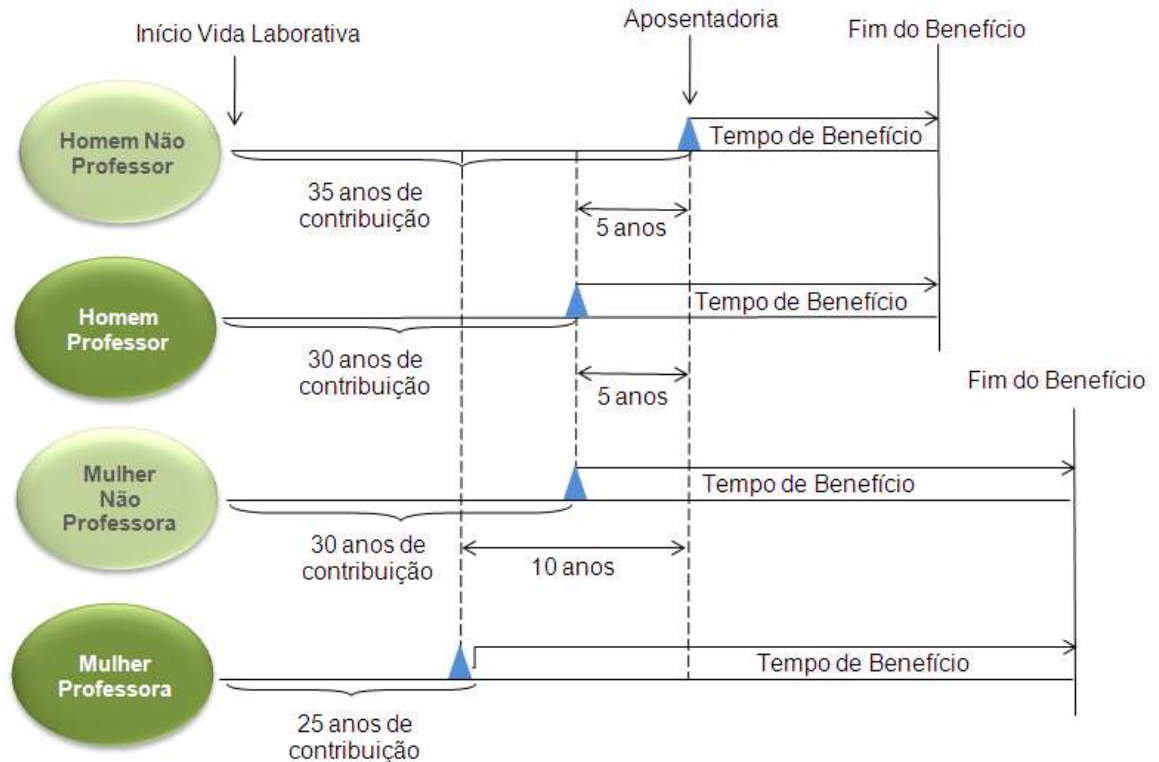 Início Vida Laborativa
Aposentadoria
Fim do Benefício
Homem Não
Professor
Tempo de Benefício
35 anos de
contribuição
5 anos
Homem
Professor
Tempo de Benefício
30 anos de
contribuição
5 anos
Fim do Benefício
Mulher
Não
Professora
Tempo de Benefício
30 anos de
contribuição
10 anos
Mulher
Professora
Tempo de Benefício
25 anos de
contribuição